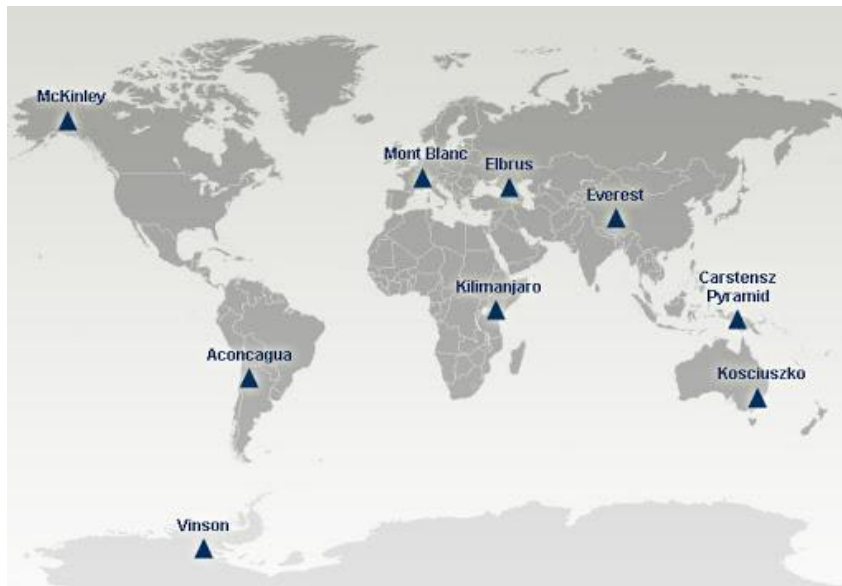 McKinley
Mont Blanc
Elbrus
Everest
Carstensz
Pyramid
Kilimanjaro
Aconcagua
Kosciuszko
Vinson